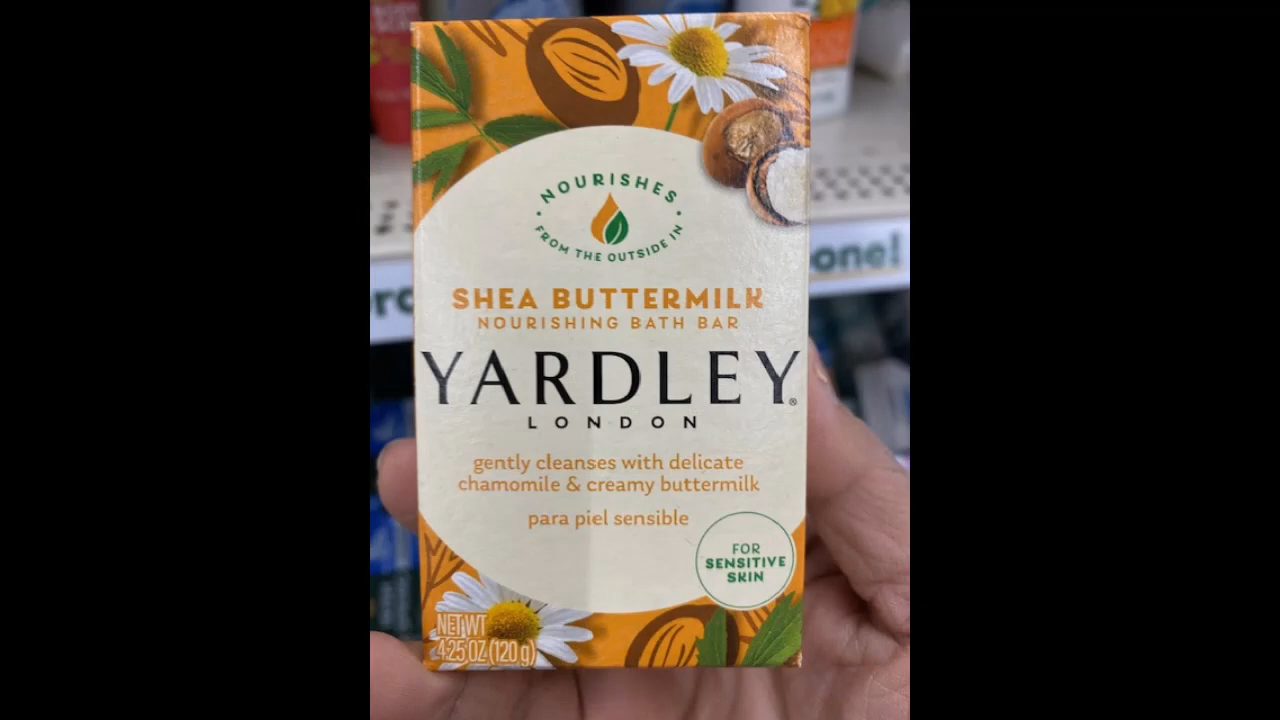 NOURISHES
FROM THE OUTSIDE IN
SHEA BUTTERMILK
NOURISHING BATH BAR
YARDLEY®
LONDON
gently cleanses with delicate
chamomile & creamy buttermilk
para piel sensible
FOR
SENSITIVE
SKIN
NET WT
4.25 OZ (120 g)